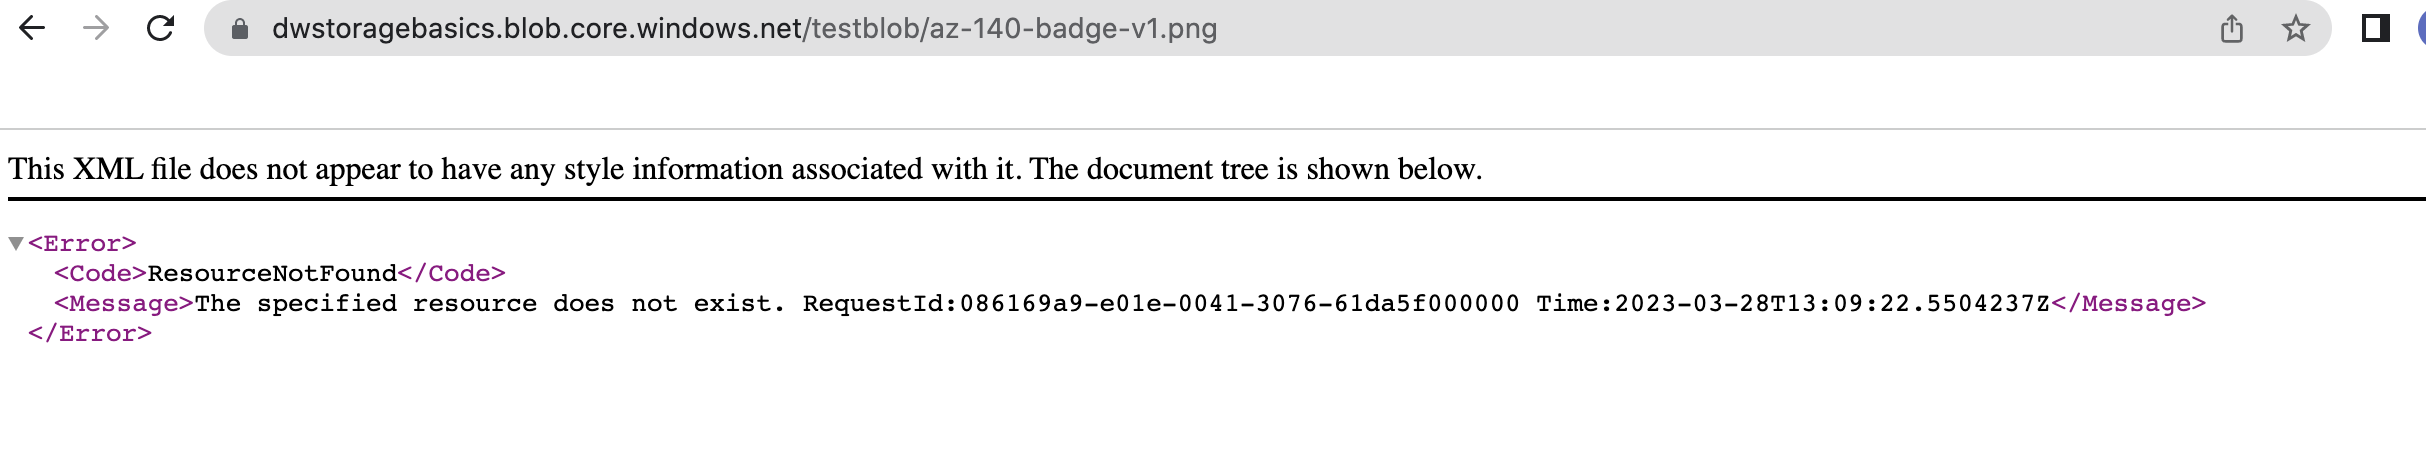 dwstoragebasics.blob.core.windows.net/testblob/az-140-badge-v1.png
This XML file does not appear to have any style information associated with it. The document tree is shown below.
<Error>
<Code>ResourceNotFound</Code>
<Message>The specified resource does not exist. RequestId:086169a9-e01e-0041-3076-61da5f000000 Time:2023-03-28T13:09:22.5504237Z</Message>
</Error>